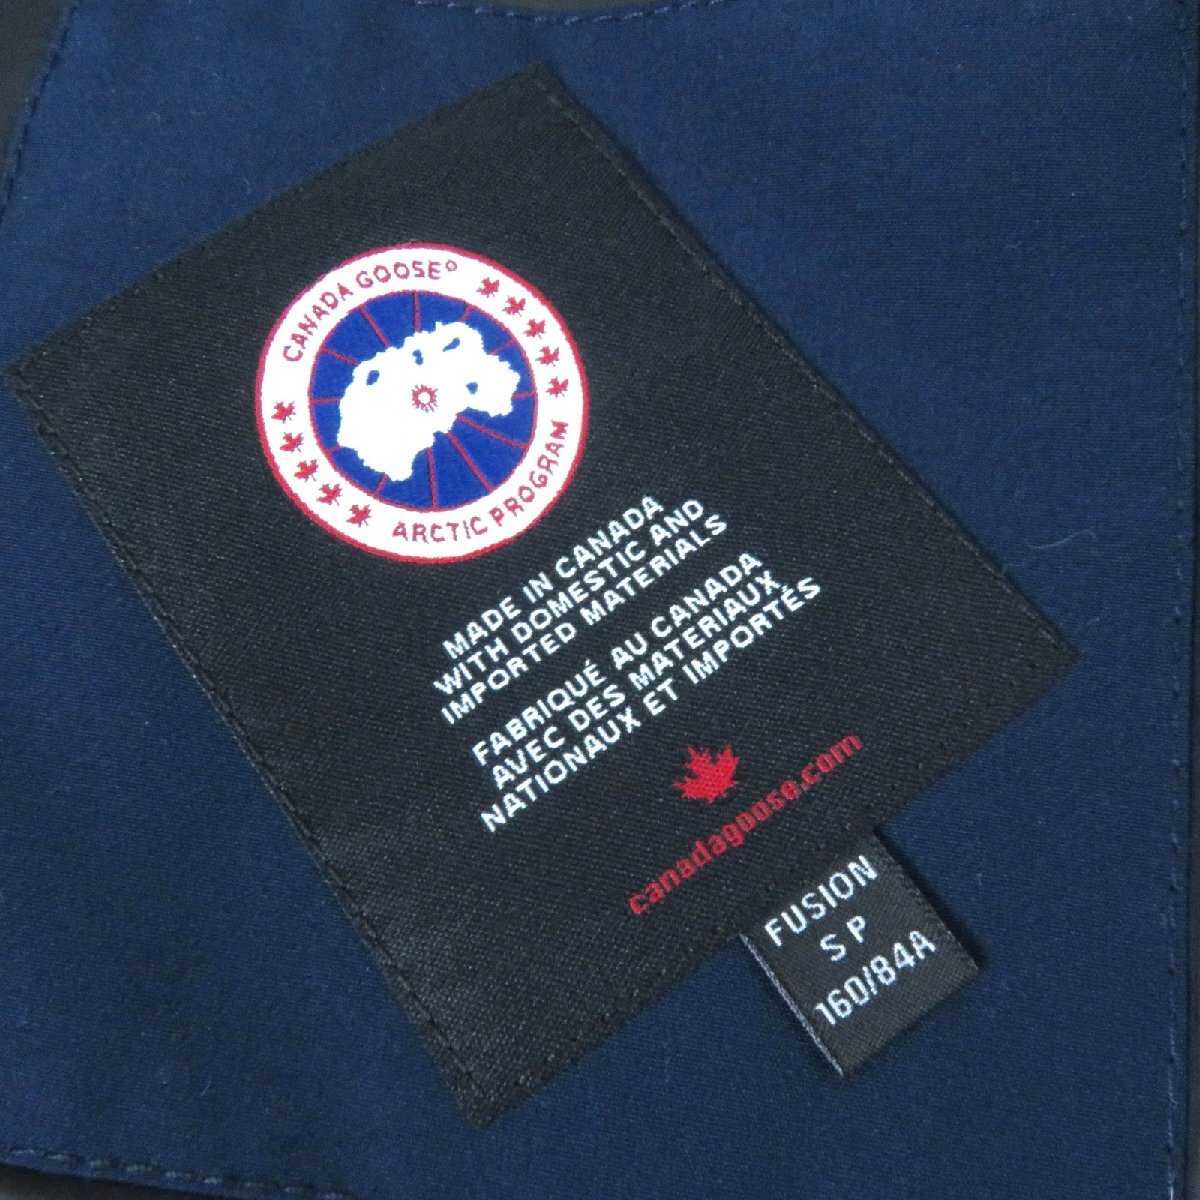 CANADA GOOSE®
ARCTIC PROGRAM
MADE IN CANADA
WITH DOMESTIC AND
IMPORTED MATERIALS
FABRIQUÉ AU CANADA
AVEC DES MATERIAUX
NATIONAUX ET IMPORTÉS
canadagoose.com
FUSION
S P
160/84A